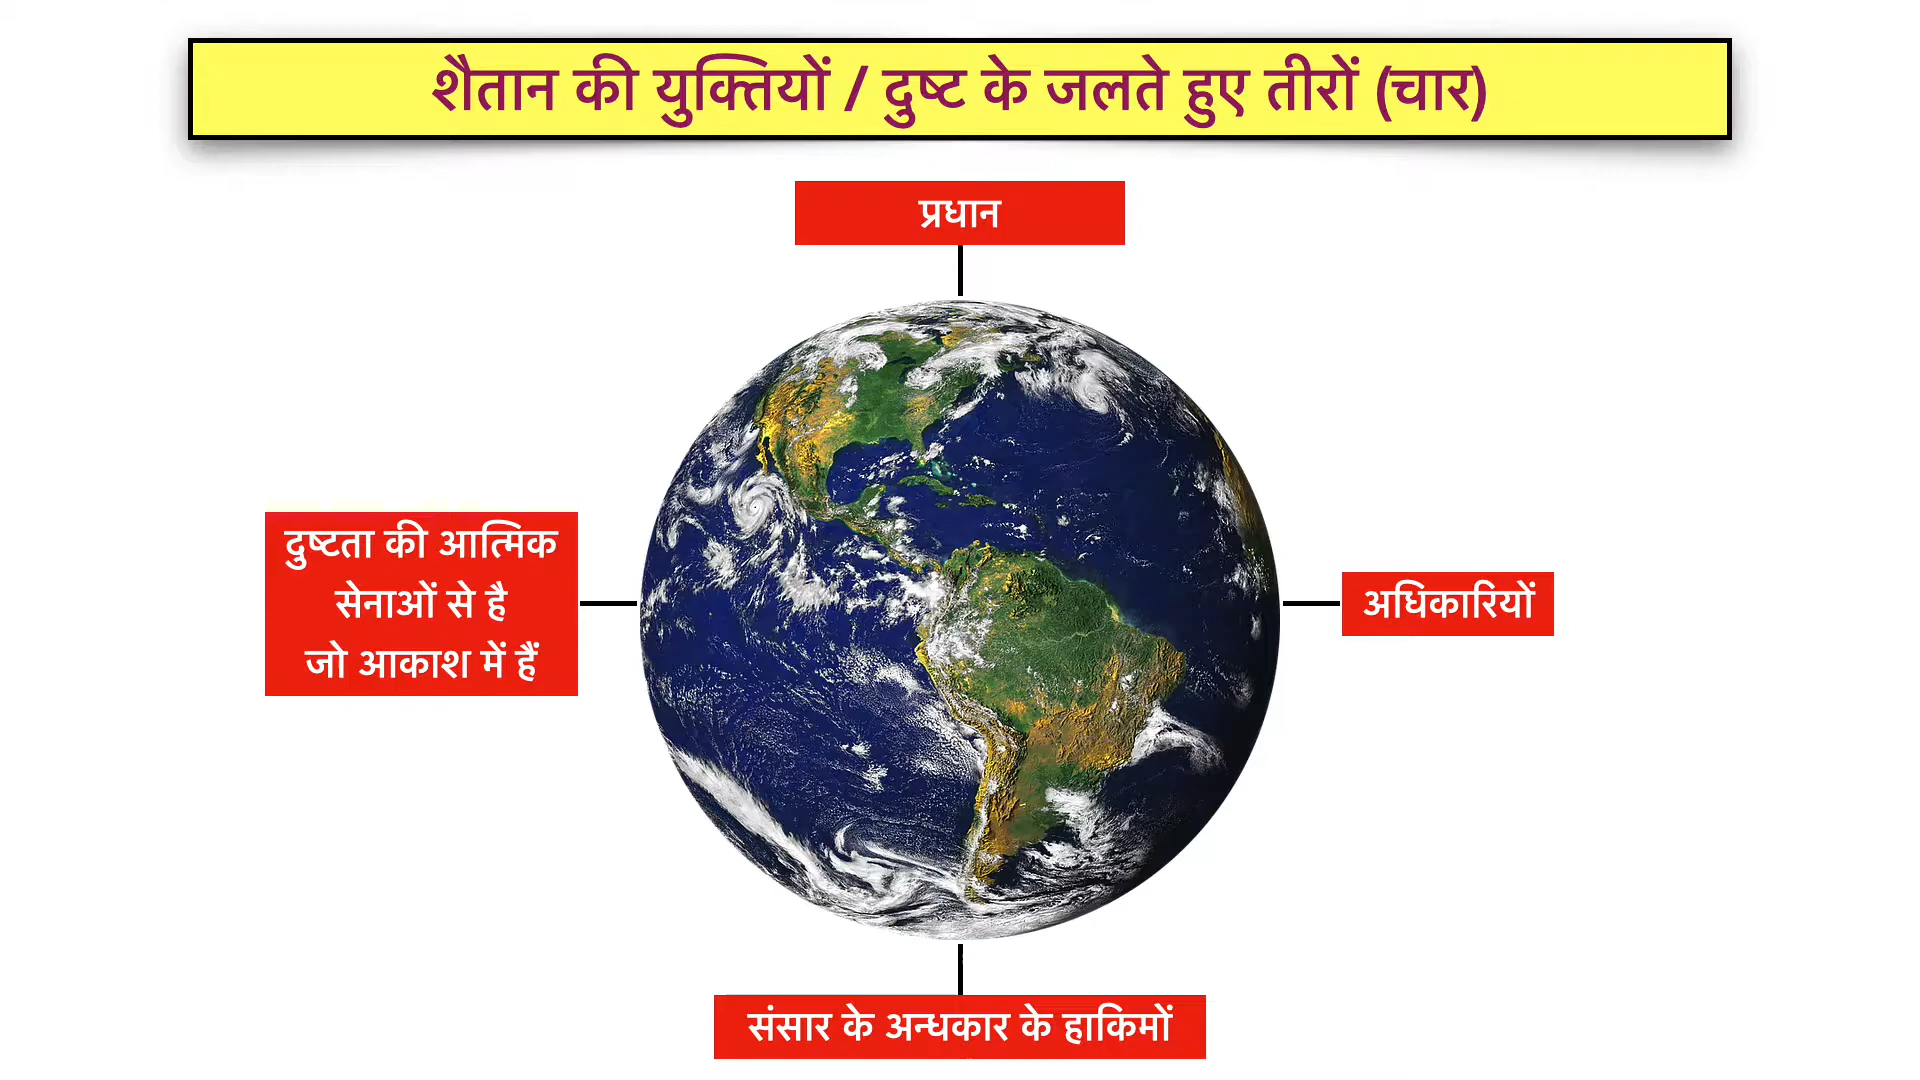 शैतान की युक्तियों / दुष्ट के जलते हुए तीरों (चार)
प्रधान
दुष्टता की आत्मिक
सेनाओं से है
जो आकाश में हैं
अधिकारियों
संसार के अन्धकार के हाकिमों